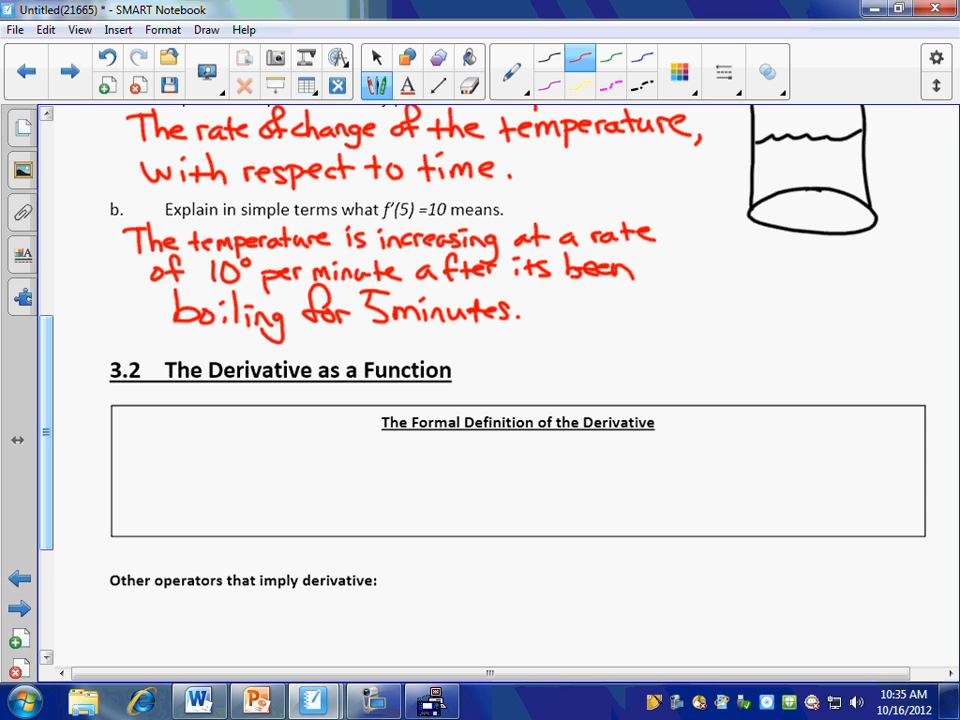 Untitled(21665) * - SMART Notebook
File Edit View Insert Format Draw Help
The rate of change of the temperature,
with respect to time.
b. Explain in simple terms what f'(5) =10 means.
The temperature is increasing at a rate
of 10° per minute after its been
boiling for 5 minutes.
3.2 The Derivative as a Function
The Formal Definition of the Derivative
Other operators that imply derivative:
10:35 AM
10/16/2012